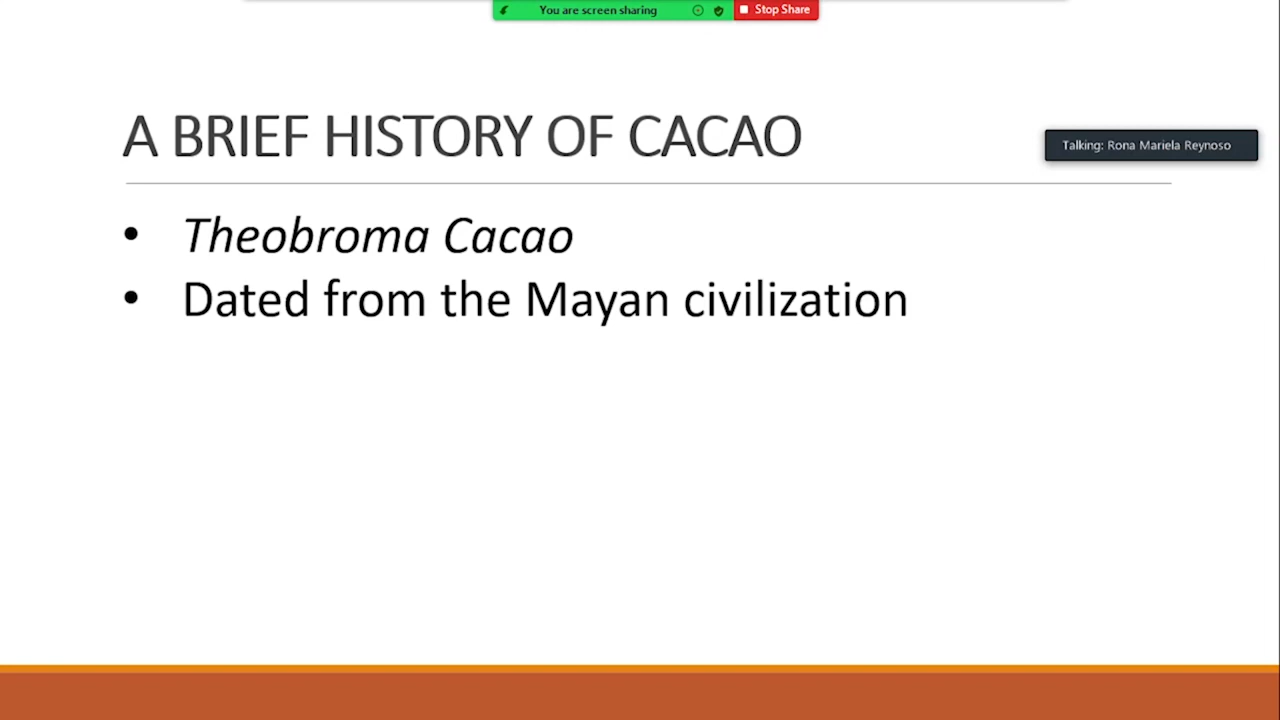 You are screen sharing
Stop Share
A BRIEF HISTORY OF CACAO
Talking: Rona Mariela Reynoso
• Theobroma Cacao
• Dated from the Mayan civilization